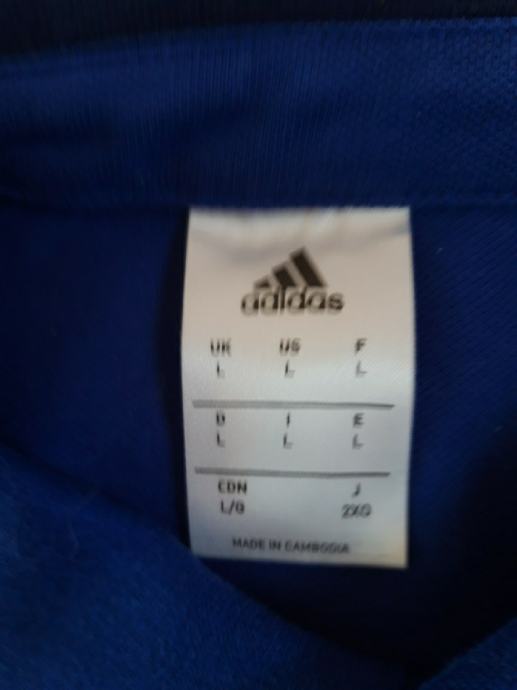 adidas
UK US F
L L L
D I E
L L L
CDN J
L/G 2XO
MADE IN CAMBODIA